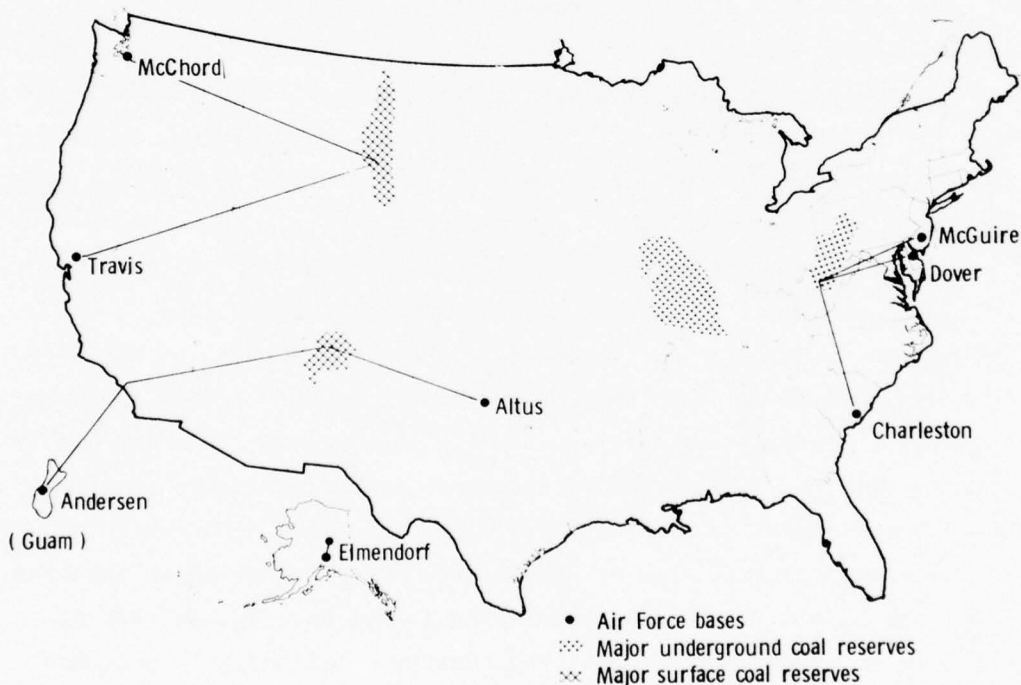 McChord
McGuire
Travis
Dover
Altus
Charleston
Andersen
( Guam )
Elmendorf
Air Force bases
Major underground coal reserves
Major surface coal reserves